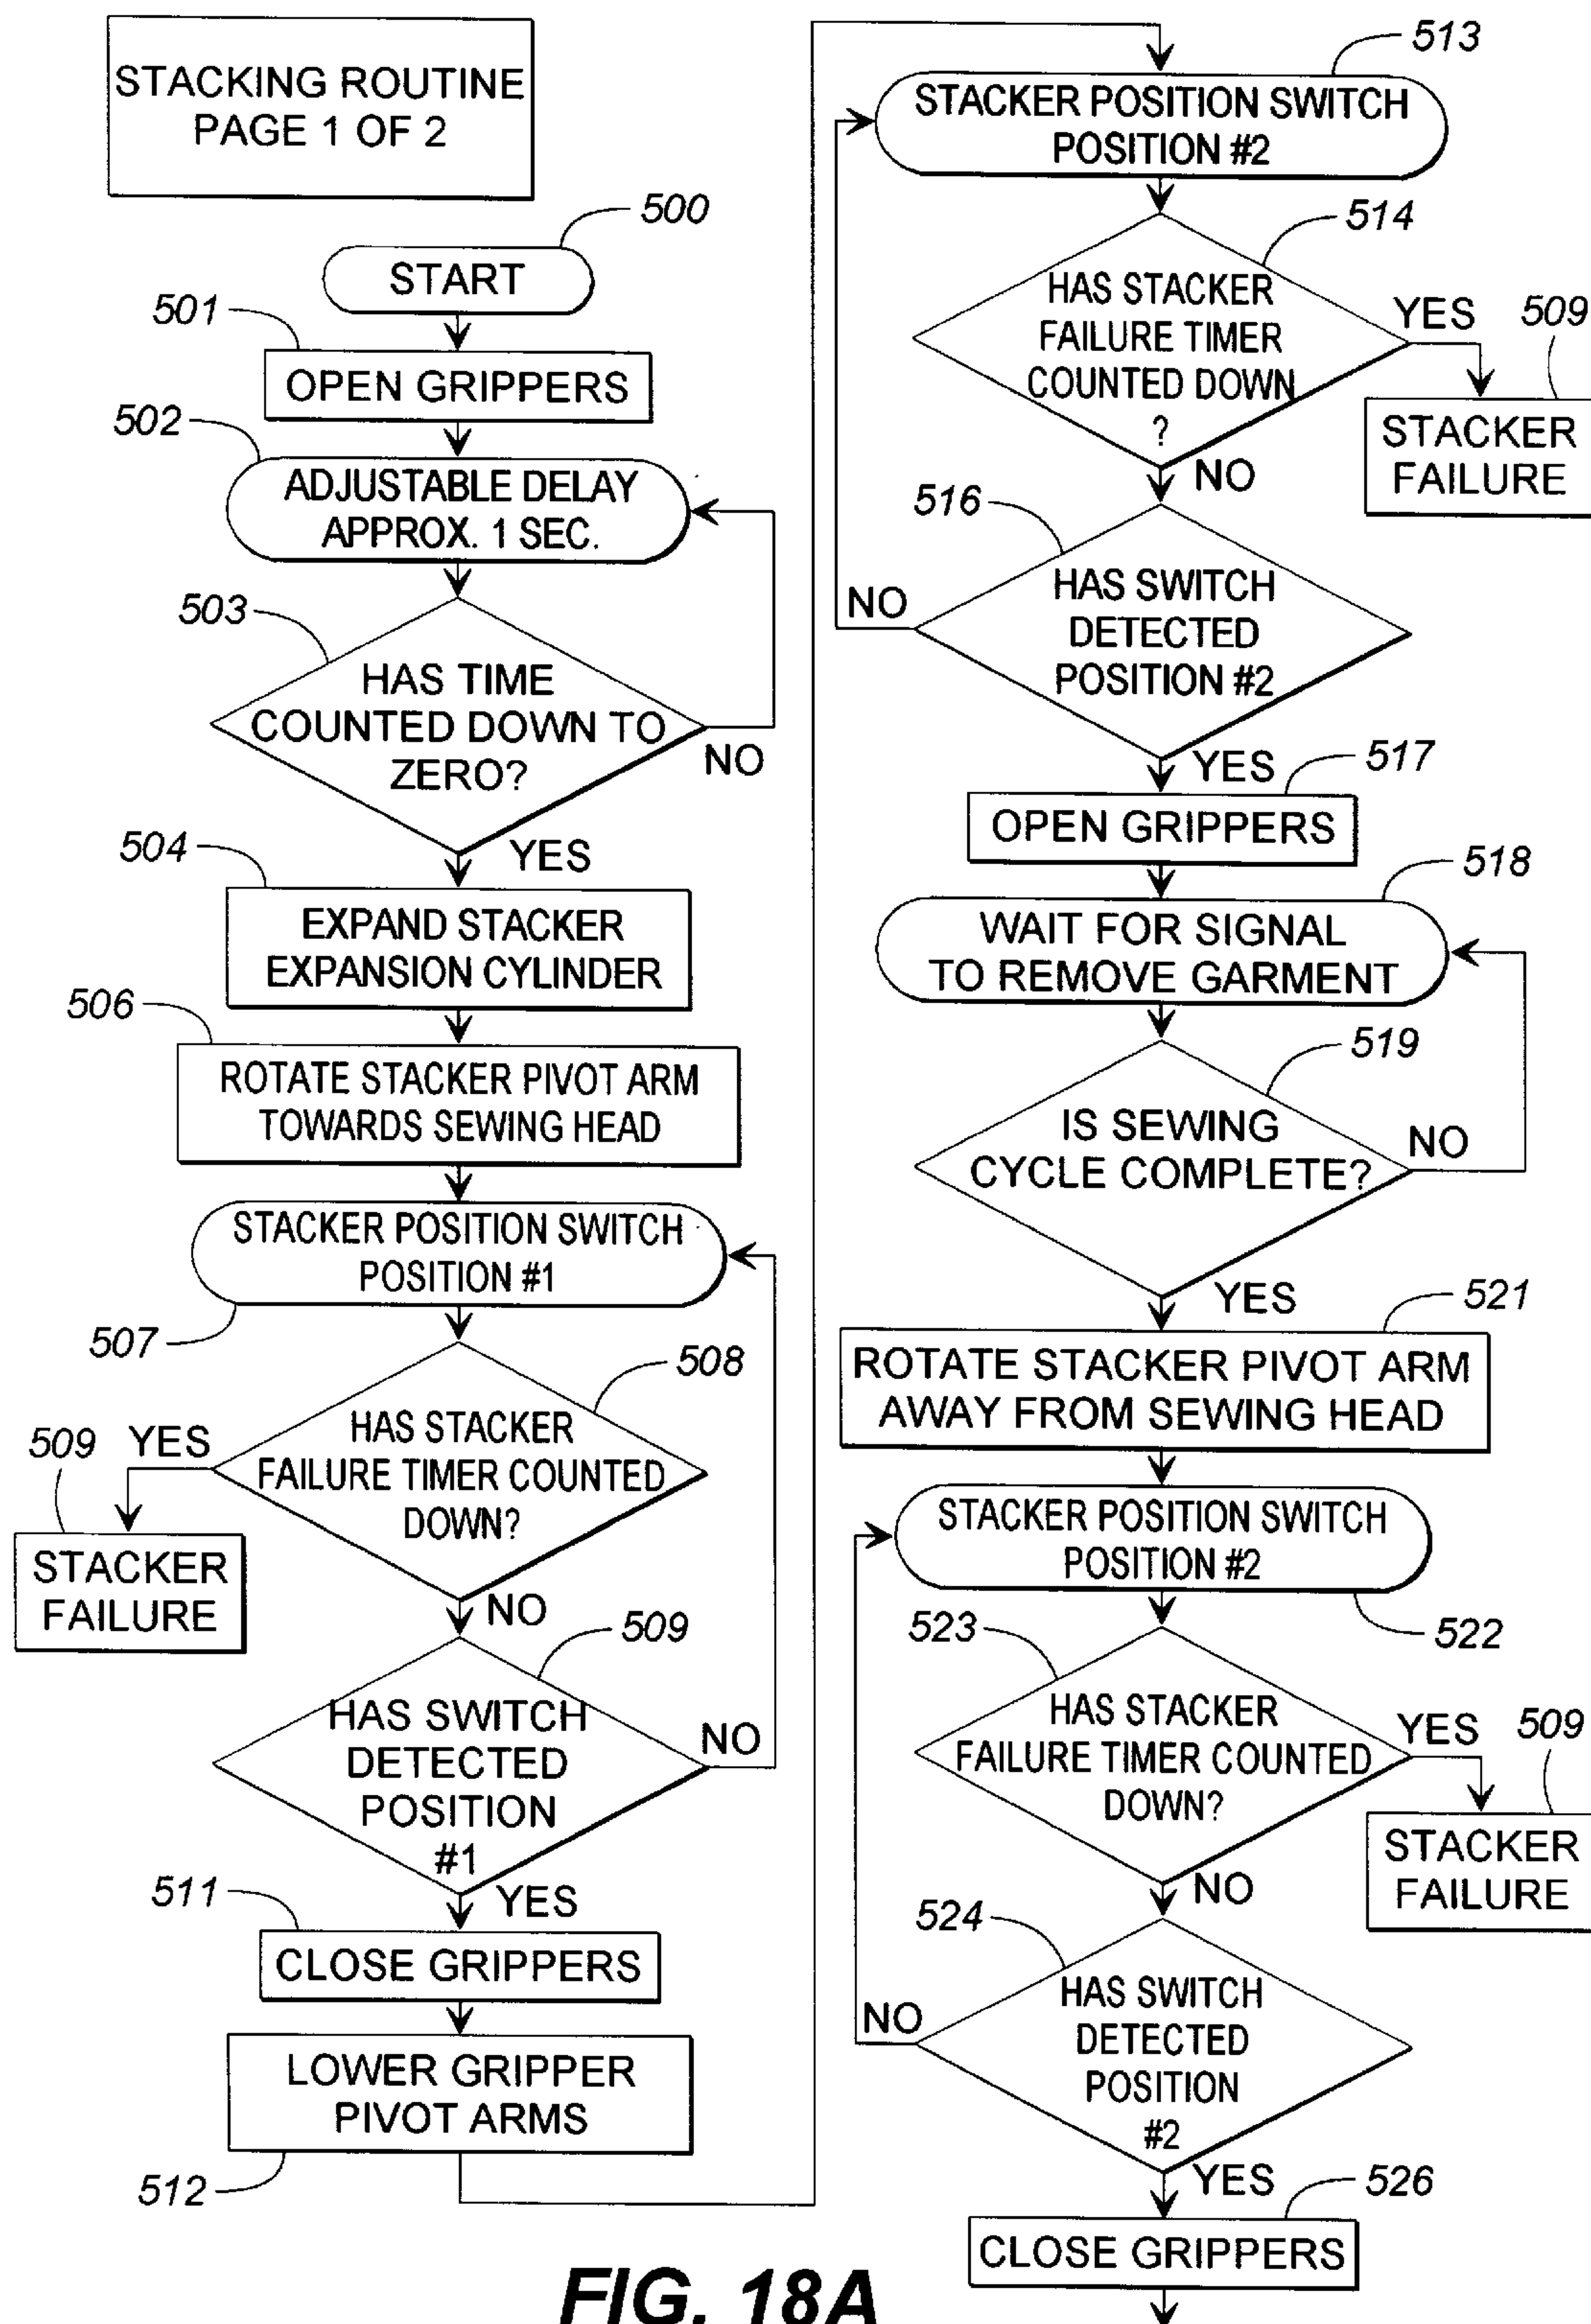 STACKING ROUTINE
PAGE 1 OF 2
500
START
501
OPEN GRIPPERS
502
ADJUSTABLE DELAY
APPROX. 1 SEC.
503
HAS TIME
COUNTED DOWN TO
ZERO?
NO
YES
504
EXPAND STACKER
EXPANSION CYLINDER
506
ROTATE STACKER PIVOT ARM
TOWARDS SEWING HEAD
STACKER POSITION SWITCH
POSITION #1
507
508
HAS STACKER
FAILURE TIMER COUNTED
DOWN?
YES
509
STACKER
FAILURE
NO
509
HAS SWITCH
DETECTED
POSITION
#1
NO
YES
511
CLOSE GRIPPERS
LOWER GRIPPER
PIVOT ARMS
512
513
STACKER POSITION SWITCH
POSITION #2
514
HAS STACKER
FAILURE TIMER
COUNTED DOWN
?
YES
509
STACKER
FAILURE
NO
516
HAS SWITCH
DETECTED
POSITION #2
NO
YES
517
OPEN GRIPPERS
518
WAIT FOR SIGNAL
TO REMOVE GARMENT
519
IS SEWING
CYCLE COMPLETE?
NO
YES
521
ROTATE STACKER PIVOT ARM
AWAY FROM SEWING HEAD
STACKER POSITION SWITCH
POSITION #2
522
523
HAS STACKER
FAILURE TIMER COUNTED
DOWN?
YES
509
STACKER
FAILURE
NO
524
HAS SWITCH
DETECTED
POSITION
#2
NO
YES
526
CLOSE GRIPPERS
FIG. 18A